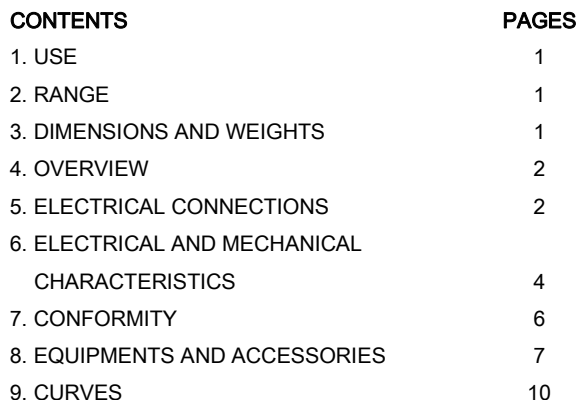 CONTENTS PAGES
1. USE 1
2. RANGE 1
3. DIMENSIONS AND WEIGHTS 1
4. OVERVIEW 2
5. ELECTRICAL CONNECTIONS 2
6. ELECTRICAL AND MECHANICAL
CHARACTERISTICS 4
7. CONFORMITY 6
8. EQUIPMENTS AND ACCESSORIES 7
9. CURVES 10